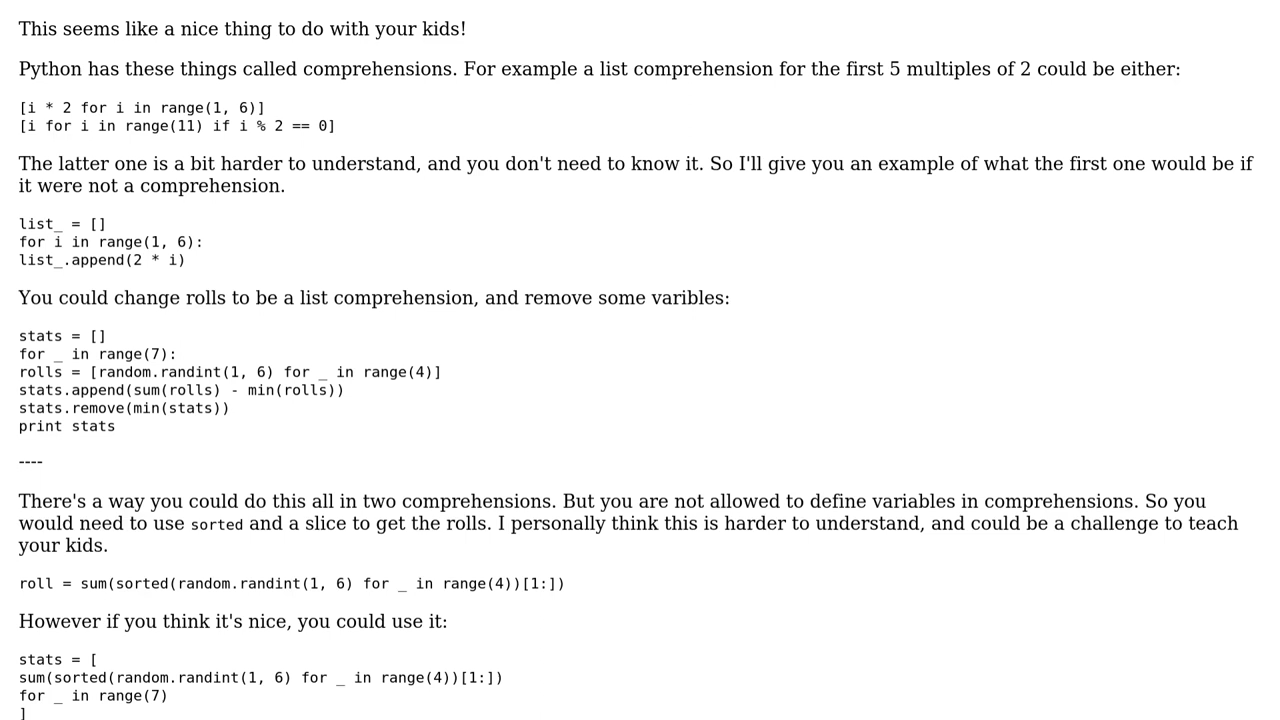 This seems like a nice thing to do with your kids!
Python has these things called comprehensions. For example a list comprehension for the first 5 multiples of 2 could be either:
[i * 2 for i in range(1, 6)]
[i for i in range(11) if i % 2 == 0]
The latter one is a bit harder to understand, and you don't need to know it. So I'll give you an example of what the first one would be if
it were not a comprehension.
list_ = []
for i in range(1, 6):
list_.append(2 * i)
You could change rolls to be a list comprehension, and remove some varibles:
stats = []
for _ in range(7):
rolls = [random.randint(1, 6) for _ in range(4)]
stats.append(sum(rolls) - min(rolls))
stats.remove(min(stats))
print stats
----
There's a way you could do this all in two comprehensions. But you are not allowed to define variables in comprehensions. So you
would need to use sorted and a slice to get the rolls. I personally think this is harder to understand, and could be a challenge to teach
your kids.
roll = sum(sorted(random.randint(1, 6) for _ in range(4))[1:])
However if you think it's nice, you could use it:
stats = [
sum(sorted(random.randint(1, 6) for _ in range(4))[1:])
for _ in range(7)
]